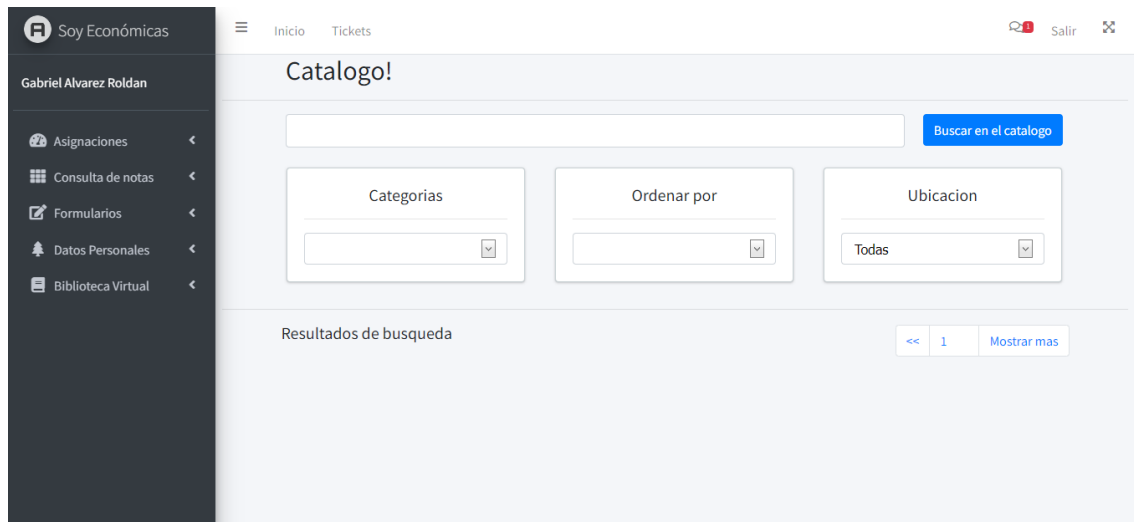 Soy Económicas
Inicio Tickets 1 Salir
Gabriel Alvarez Roldan
Asignaciones
Consulta de notas
Formularios
Datos Personales
Biblioteca Virtual
Catalogo!
Buscar en el catalogo
Categorias Ordenar por Ubicacion
Todas
Resultados de busqueda << 1 Mostrar mas